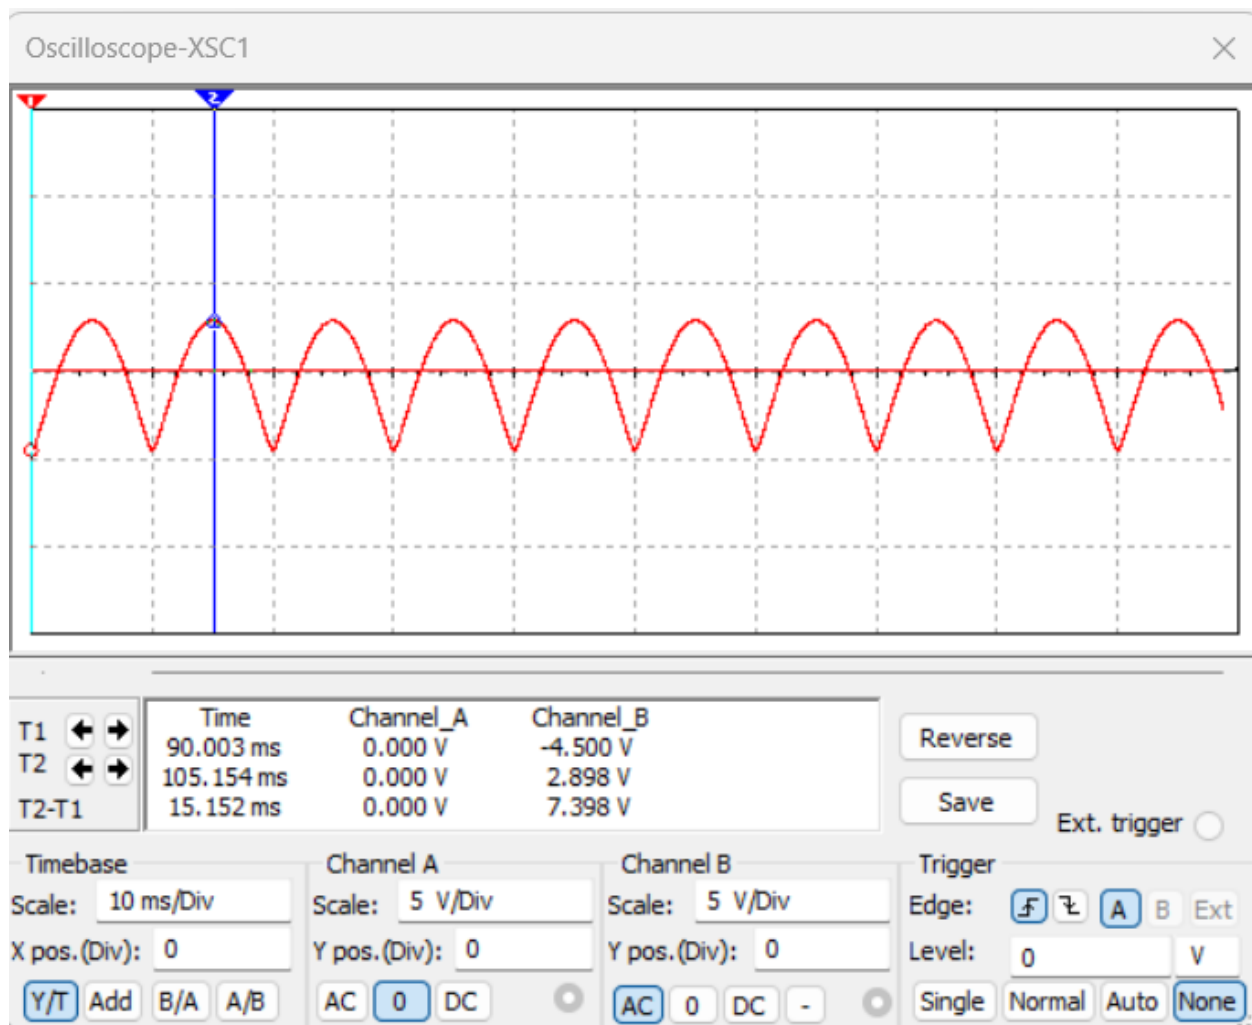 Oscilloscope-XSC1
2
Time Channel_A Channel_B
T1 90.003 ms 0.000 V -4.500 V
T2 105.154 ms 0.000 V 2.898 V
T2-T1 15.152 ms 0.000 V 7.398 V
Reverse
Save
Ext. trigger
Timebase
Scale: 10 ms/Div
X pos.(Div): 0
Y/T Add B/A A/B
Channel A
Scale: 5 V/Div
Y pos.(Div): 0
AC 0 DC
Channel B
Scale: 5 V/Div
Y pos.(Div): 0
AC 0 DC -
Trigger
Edge: A B Ext
Level: 0 V
Single Normal Auto None